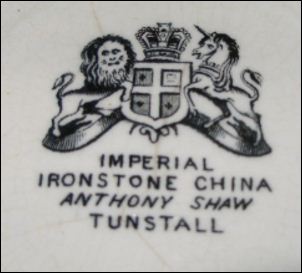 IMPERIAL
IRONSTONE CHINA
ANTHONY SHAW
TUNSTALL